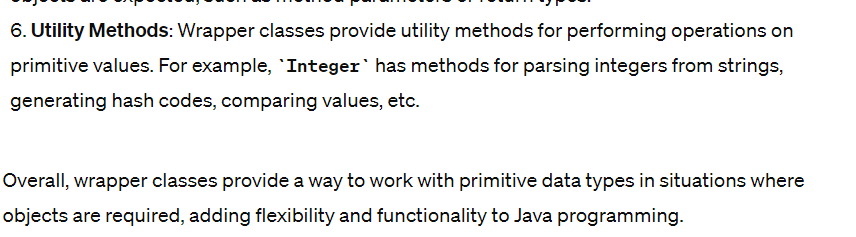 6. Utility Methods: Wrapper classes provide utility methods for performing operations on
primitive values. For example, `Integer` has methods for parsing integers from strings,
generating hash codes, comparing values, etc.
Overall, wrapper classes provide a way to work with primitive data types in situations where
objects are required, adding flexibility and functionality to Java programming.